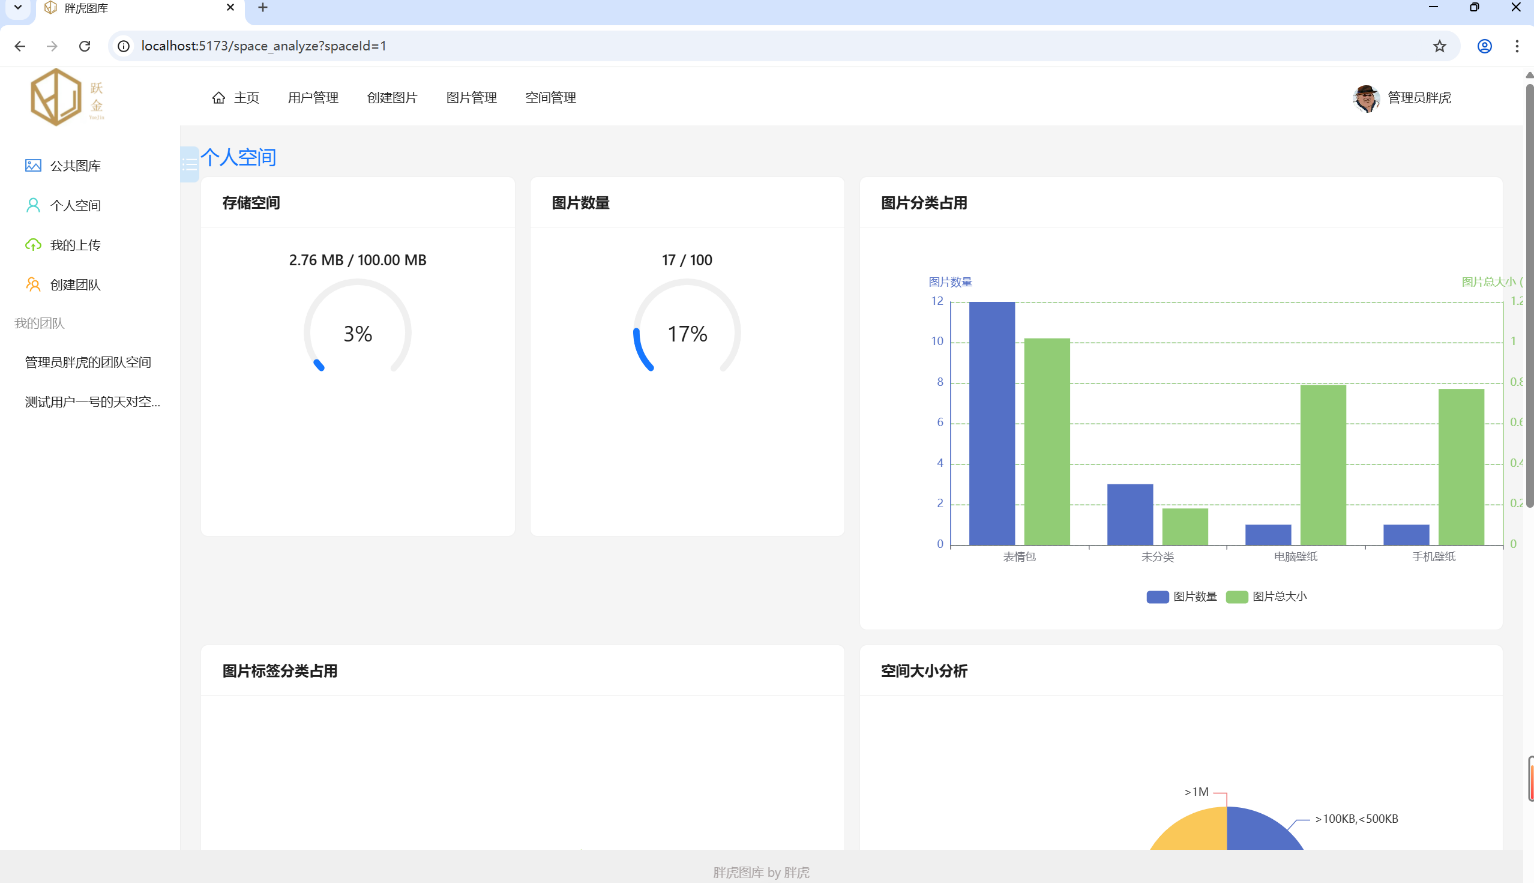 胖虎图库
localhost:5173/space_analyze?spaceId=1
跃金
主页
用户管理
创建图片
图片管理
空间管理
管理员胖虎
公共图库
个人空间
我的上传
创建团队
我的团队
管理员胖虎的团队空间
测试用户一号的天对空...
个人空间
存储空间
2.76 MB / 100.00 MB
3%
图片数量
17 / 100
17%
图片分类占用
图片数量
图片总大小 (
12
10
8
6
4
2
0
1.2
1
0.8
0.6
0.4
0.2
0
表情包
未分类
电脑壁纸
手机壁纸
图片数量
图片总大小
图片标签分类占用
空间大小分析
>1M
>100KB,<500KB
胖虎图库 by 胖虎